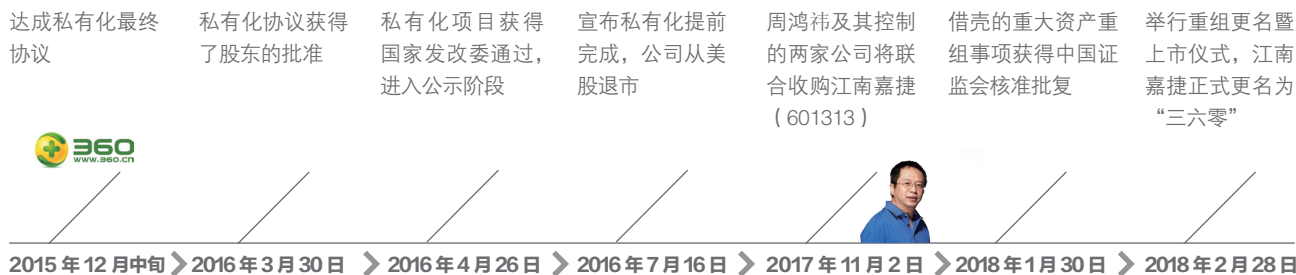 达成私有化最终
协议
私有化协议获得
了股东的批准
私有化项目获得
国家发改委通过，
进入公示阶段
宣布私有化提前
完成，公司从美
股退市
周鸿祎及其控制
的两家公司将联
合收购江南嘉捷
（601313）
借壳的重大资产重
组事项获得中国证
监会核准批复
举行重组更名暨
上市仪式，江南
嘉捷正式更名为
“三六零”
360
www.360.cn
2015年12月中旬
2016年3月30日
2016年4月26日
2016年7月16日
2017年11月2日
2018年1月30日
2018年2月28日